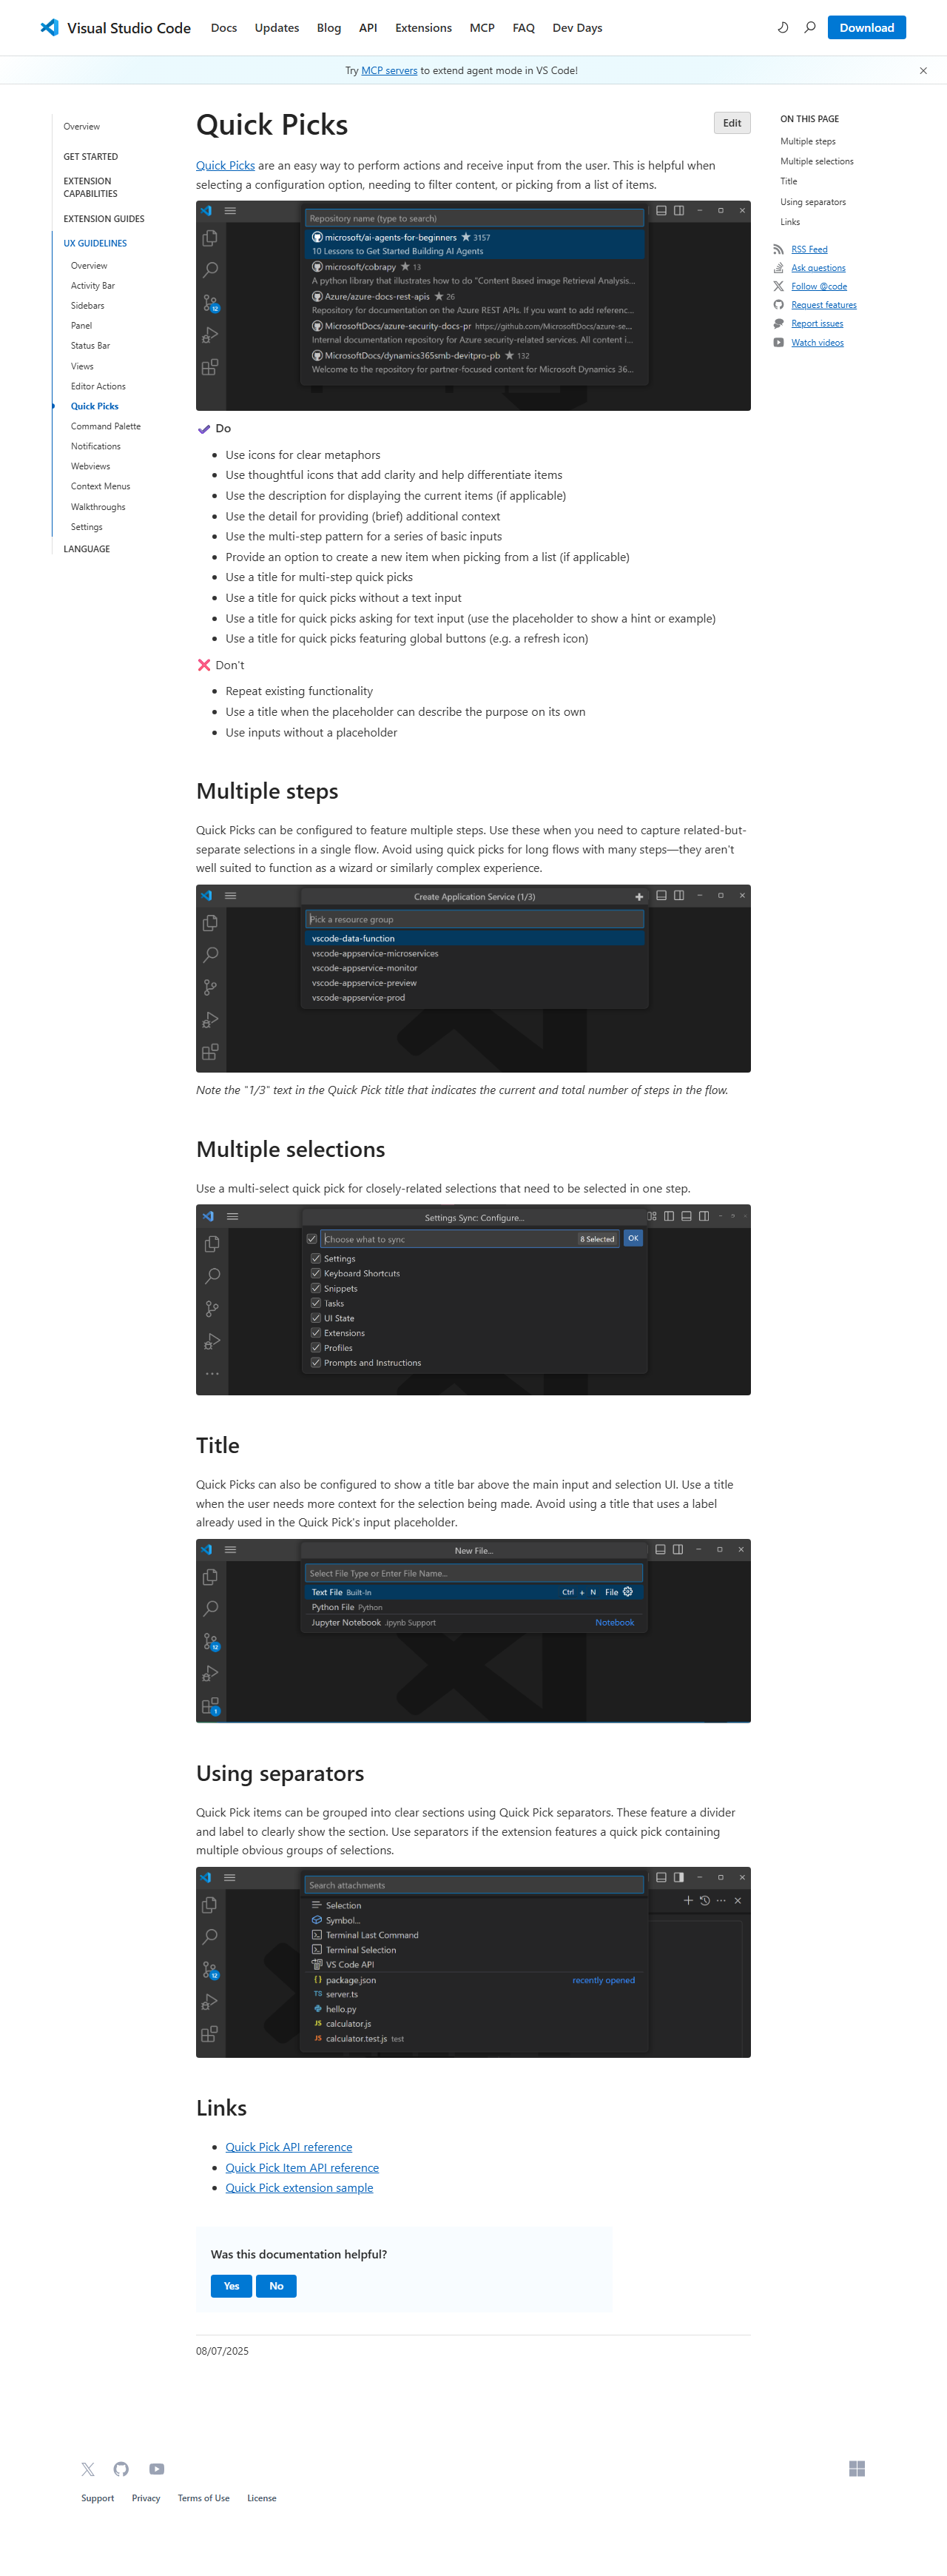 Visual Studio Code Docs Updates Blog API Extensions MCP FAQ Dev Days Download
Try MCP servers to extend agent mode in VS Code!
Overview
GET STARTED
EXTENSION
CAPABILITIES
EXTENSION GUIDES
UX GUIDELINES
Overview
Activity Bar
Sidebars
Panel
Status Bar
Views
Editor Actions
Quick Picks
Command Palette
Notifications
Webviews
Context Menus
Walkthroughs
Settings
LANGUAGE
Quick Picks
Edit
Quick Picks are an easy way to perform actions and receive input from the user. This is helpful when
selecting a configuration option, needing to filter content, or picking from a list of items.
Repository name (type to search)
microsoft/ai-agents-for-beginners 3157
10 Lessons to Get Started Building AI Agents
microsoft/cobrapy 13
A python library that illustrates how to do "Content Based image Retrieval Analysis...
Azure/azure-docs-rest-apis 26
Repository for documentation on the Azure REST APIs. If you want to add referenc...
MicrosoftDocs/azure-security-docs-pr https://github.com/MicrosoftDocs/azure-se...
Internal documentation repository for Azure security-related services. All content i...
MicrosoftDocs/dynamics365smb-devitpro-pb 132
Welcome to the repository for partner-focused content for Microsoft Dynamics 36...
12
Do
Use icons for clear metaphors
Use thoughtful icons that add clarity and help differentiate items
Use the description for displaying the current items (if applicable)
Use the detail for providing (brief) additional context
Use the multi-step pattern for a series of basic inputs
Provide an option to create a new item when picking from a list (if applicable)
Use a title for multi-step quick picks
Use a title for quick picks without a text input
Use a title for quick picks asking for text input (use the placeholder to show a hint or example)
Use a title for quick picks featuring global buttons (e.g. a refresh icon)
Don't
Repeat existing functionality
Use a title when the placeholder can describe the purpose on its own
Use inputs without a placeholder
Multiple steps
Quick Picks can be configured to feature multiple steps. Use these when you need to capture related-but-
separate selections in a single flow. Avoid using quick picks for long flows with many steps—they aren't
well suited to function as a wizard or similarly complex experience.
Create Application Service (1/3)
Pick a resource group
vscode-data-function
vscode-appservice-microservices
vscode-appservice-monitor
vscode-appservice-preview
vscode-appservice-prod
Note the "1/3" text in the Quick Pick title that indicates the current and total number of steps in the flow.
Multiple selections
Use a multi-select quick pick for closely-related selections that need to be selected in one step.
Settings Sync: Configure...
Choose what to sync 8 Selected OK
Settings
Keyboard Shortcuts
Snippets
Tasks
UI State
Extensions
Profiles
Prompts and Instructions
Title
Quick Picks can also be configured to show a title bar above the main input and selection UI. Use a title
when the user needs more context for the selection being made. Avoid using a title that uses a label
already used in the Quick Pick's input placeholder.
New File...
Select File Type or Enter File Name...
Text File Built-In Ctrl + N File
Python File Python
Jupyter Notebook .ipynb Support Notebook
12
1
Using separators
Quick Pick items can be grouped into clear sections using Quick Pick separators. These feature a divider
and label to clearly show the section. Use separators if the extension features a quick pick containing
multiple obvious groups of selections.
Search attachments
Selection
Symbol...
Terminal Last Command
Terminal Selection
VS Code API
{} package.json recently opened
TS server.ts
hello.py
JS calculator.js
JS calculator.test.js test
12
Links
Quick Pick API reference
Quick Pick Item API reference
Quick Pick extension sample
Was this documentation helpful?
Yes No
08/07/2025
ON THIS PAGE
Multiple steps
Multiple selections
Title
Using separators
Links
RSS Feed
Ask questions
Follow @code
Request features
Report issues
Watch videos
Support Privacy Terms of Use License